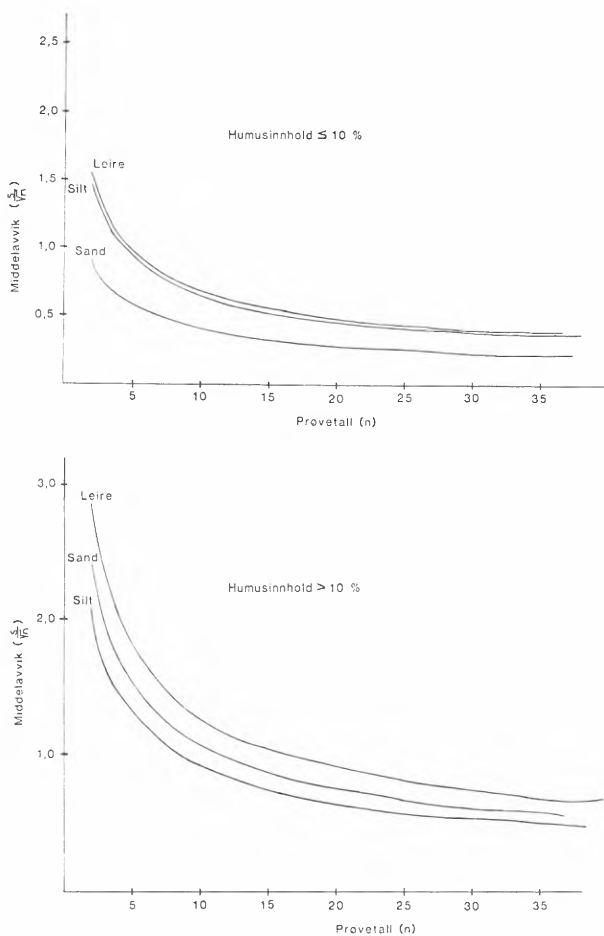 2,5
2,0
Humusinnhold ≤ 10 %
Leire
1,5
Silt
Sand
1,0
0,5
Middelavvik (s/√n)
5 10 15 20 25 30 35
Prøvetall (n)
3,0
Leire
Sand
Humusinnhold > 10 %
Silt
2,0
1,0
Middelavvik (s/√n)
5 10 15 20 25 30 35
Prøvetall (n)